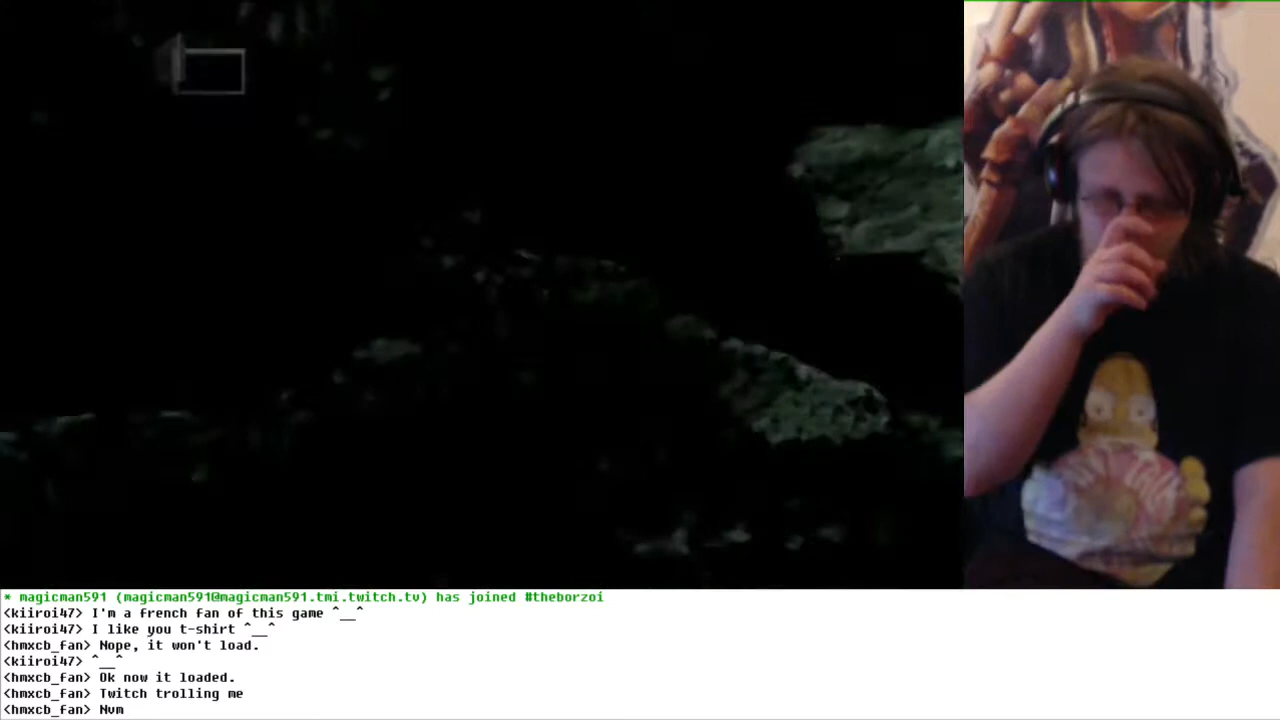 * magicman591 (magicman591@magicman591.tmi.twitch.tv) has joined #theborzoi
<kiiroi47> I'm a french fan of this game ^__^
<kiiroi47> I like you t-shirt ^__^
<hmxcb_fan> Nope, it won't load.
<kiiroi47> ^__^
<hmxcb_fan> Ok now it loaded.
<hmxcb_fan> Twitch trolling me
<hmxcb_fan> Nvm